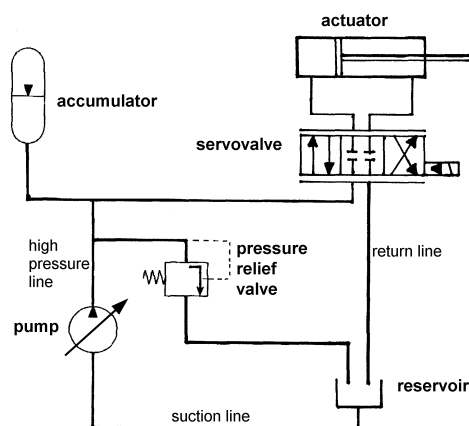 actuator
accumulator
servovalve
high
pressure
line
pressure
relief
valve
return line
pump
reservoir
suction line